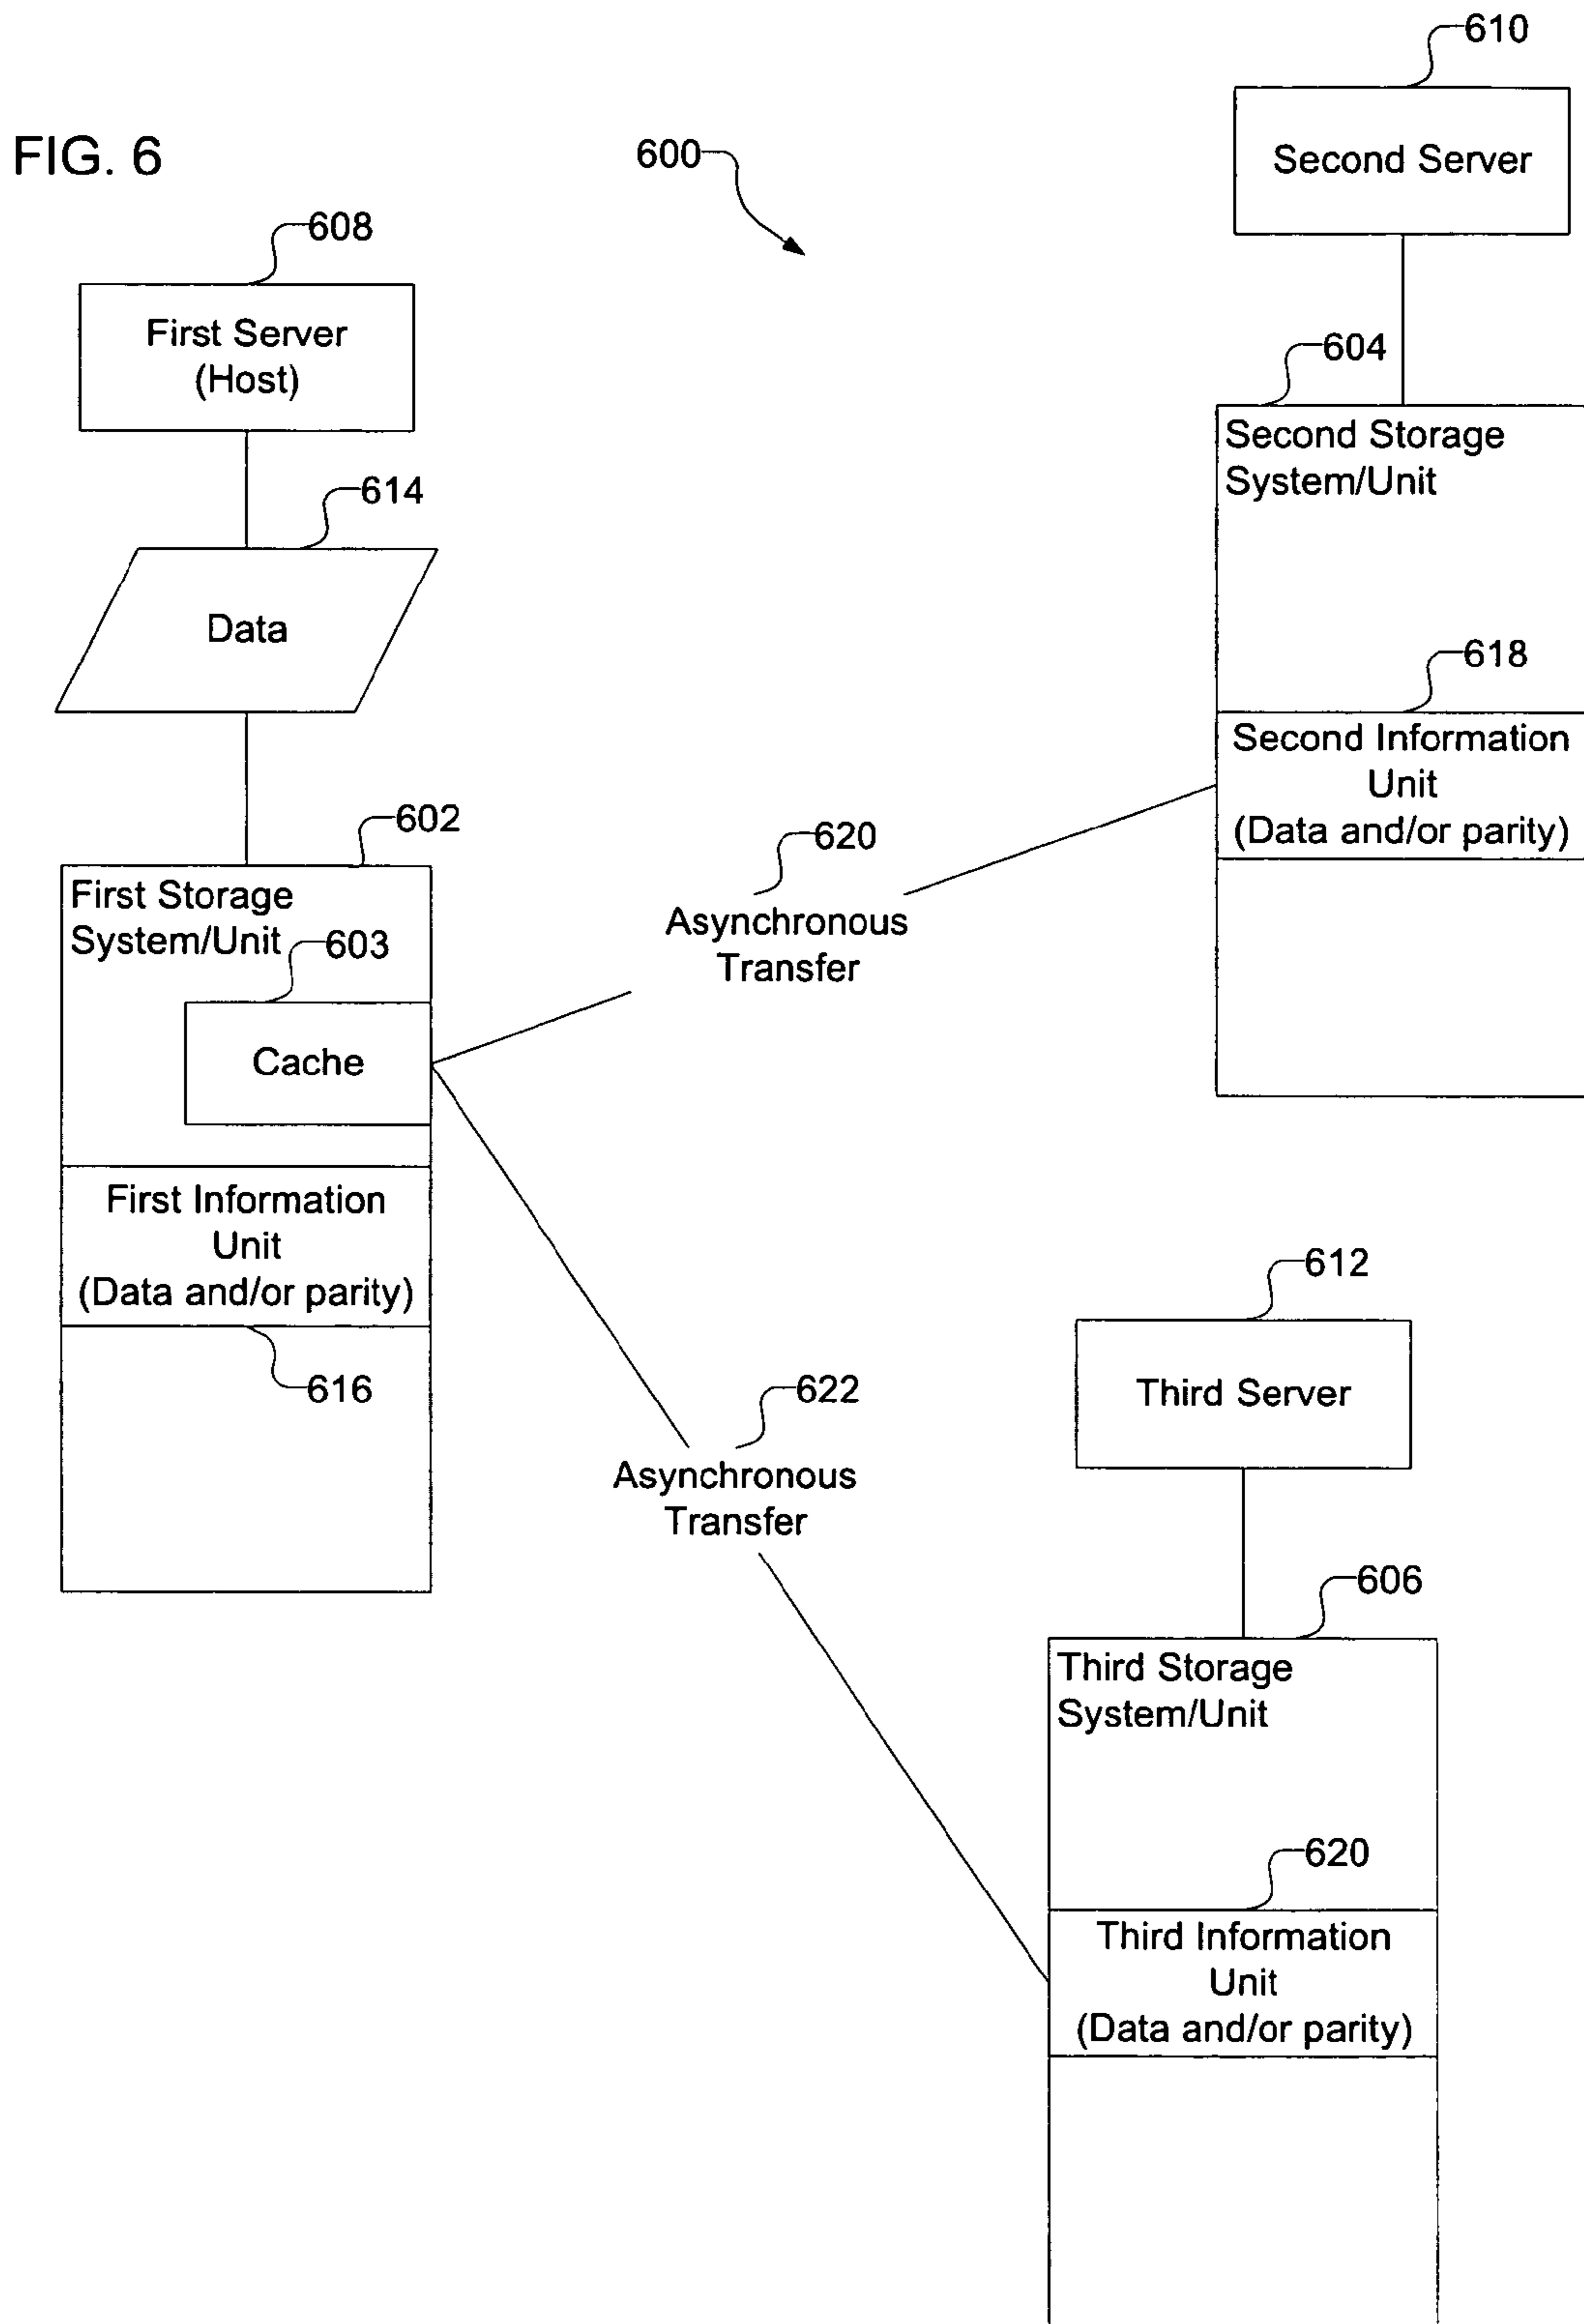 610
Second Server
FIG. 6
600
608
First Server
(Host)
604
Second Storage
System/Unit
614
Data
618
Second Information
Unit
(Data and/or parity)
602
First Storage
System/Unit
603
Cache
620
Asynchronous
Transfer
First Information
Unit
(Data and/or parity)
616
612
Third Server
622
Asynchronous
Transfer
606
Third Storage
System/Unit
620
Third Information
Unit
(Data and/or parity)